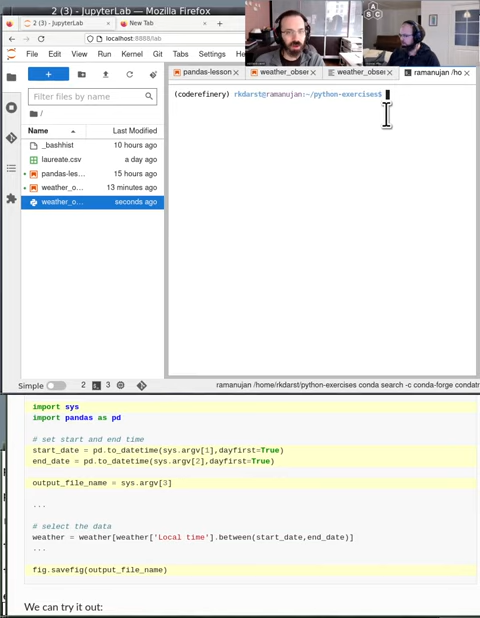 2 (3) - JupyterLab — Mozilla Firefox
2 (3) - JupyterLab
New Tab
localhost:8888/lab
File Edit View Run Kernel Git Tabs Settings
pandas-lesson
weather_obser
weather_obser
ramanujan /ho
(coderefinery) rkdarst@ramanujan:~/python-exercises$
Filter files by name
/
Name Last Modified
_bashhist 10 hours ago
laureate.csv a day ago
pandas-les... 15 hours ago
weather_o... 13 minutes ago
weather_o... seconds ago
Simple 2 3 ramanujan /home/rkdarst/python-exercises conda search -c conda-forge condatr
import sys
import pandas as pd
# set start and end time
start_date = pd.to_datetime(sys.argv[1],dayfirst=True)
end_date = pd.to_datetime(sys.argv[2],dayfirst=True)
output_file_name = sys.argv[3]
...
# select the data
weather = weather[weather['Local time'].between(start_date,end_date)]
...
fig.savefig(output_file_name)
We can try it out: